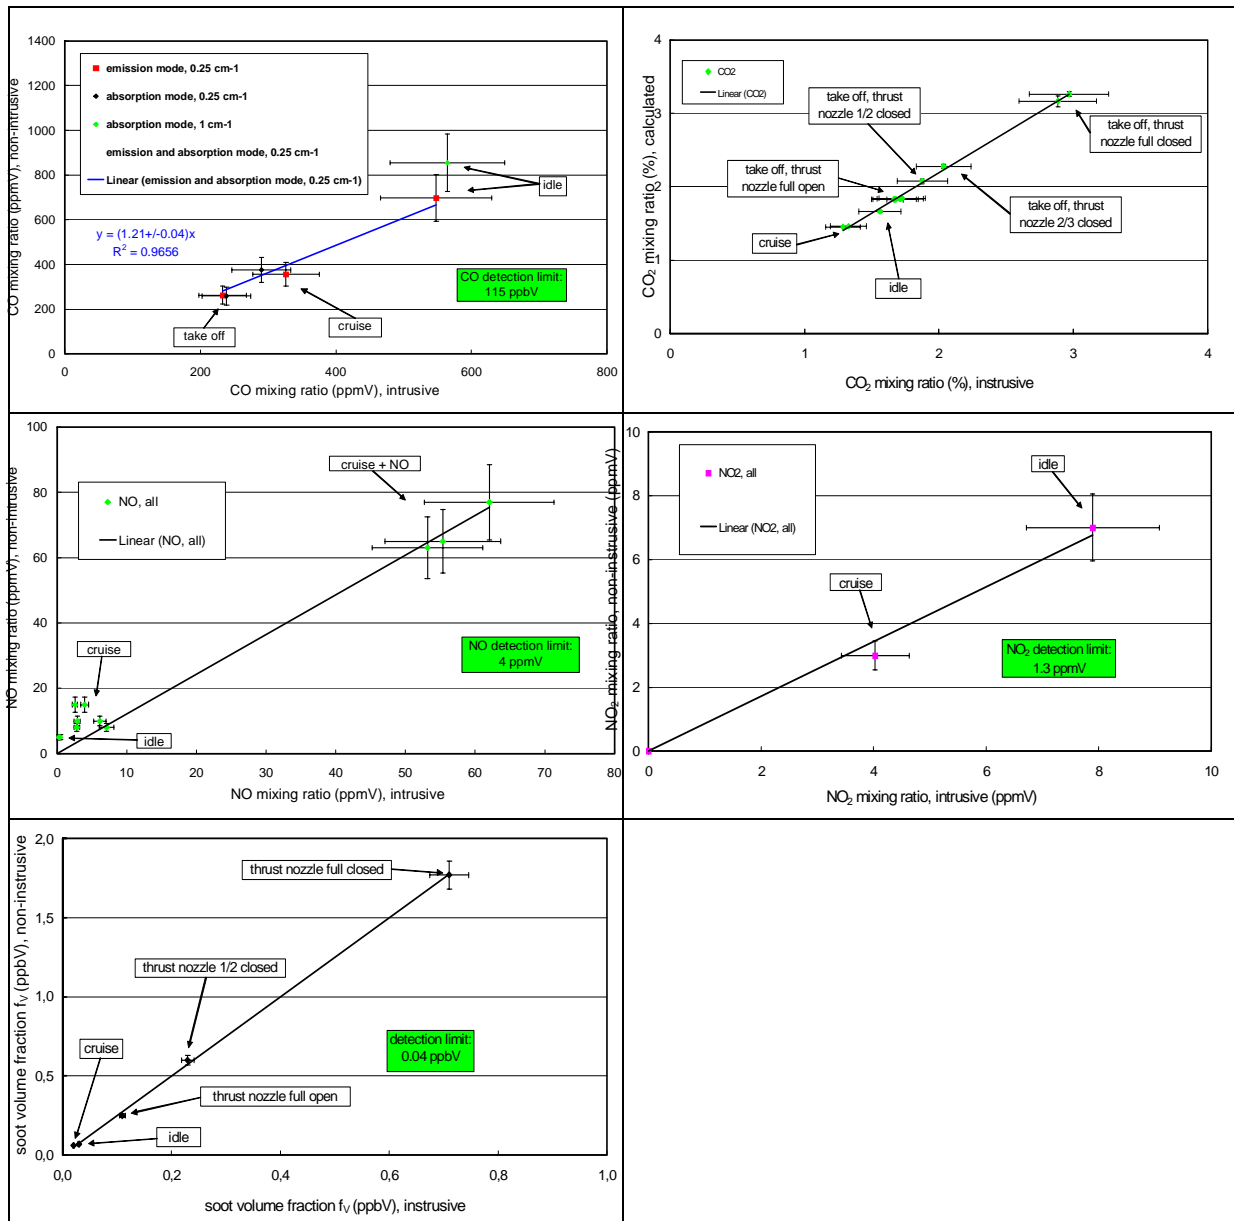 1400
1200
1000
800
600
400
200
0
CO mixing ratio (ppmV), non-intrusive
emission mode, 0.25 cm-1
absorption mode, 0.25 cm-1
absorption mode, 1 cm-1
emission and absorption mode, 0.25 cm-1
Linear (emission and absorption mode, 0.25 cm-1)
y = (1.21+/-0.04)x
R2 = 0.9656
idle
CO detection limit:
115 ppbV
take off
cruise
0 200 400 600 800
CO mixing ratio (ppmV), intrusive
4
3
2
1
0
CO2 mixing ratio (%), calculated
CO2
Linear (CO2)
take off, thrust
nozzle 1/2 closed
take off, thrust
nozzle full closed
take off, thrust
nozzle full open
take off, thrust
nozzle 2/3 closed
cruise
idle
0 1 2 3 4
CO2 mixing ratio (%), instrusive
100
80
60
40
20
0
NO mixing ratio (ppmV), non-intrusive
NO, all
Linear (NO, all)
cruise + NO
cruise
NO detection limit:
4 ppmV
idle
0 10 20 30 40 50 60 70 80
NO mixing ratio (ppmV), intrusive
10
8
6
4
2
0
NO2 mixing ratio, non-instrusive (ppmV)
NO2, all
Linear (NO2, all)
idle
cruise
NO2 detection limit:
1.3 ppmV
0 2 4 6 8 10
NO2 mixing ratio, intrusive (ppmV)
2,0
1,5
1,0
0,5
0,0
soot volume fraction fV (ppbV), non-instrusive
thrust nozzle full closed
thrust nozzle 1/2 closed
cruise
detection limit:
0.04 ppbV
thrust nozzle full open
idle
0,0 0,2 0,4 0,6 0,8 1,0
soot volume fraction fV (ppbV), instrusive